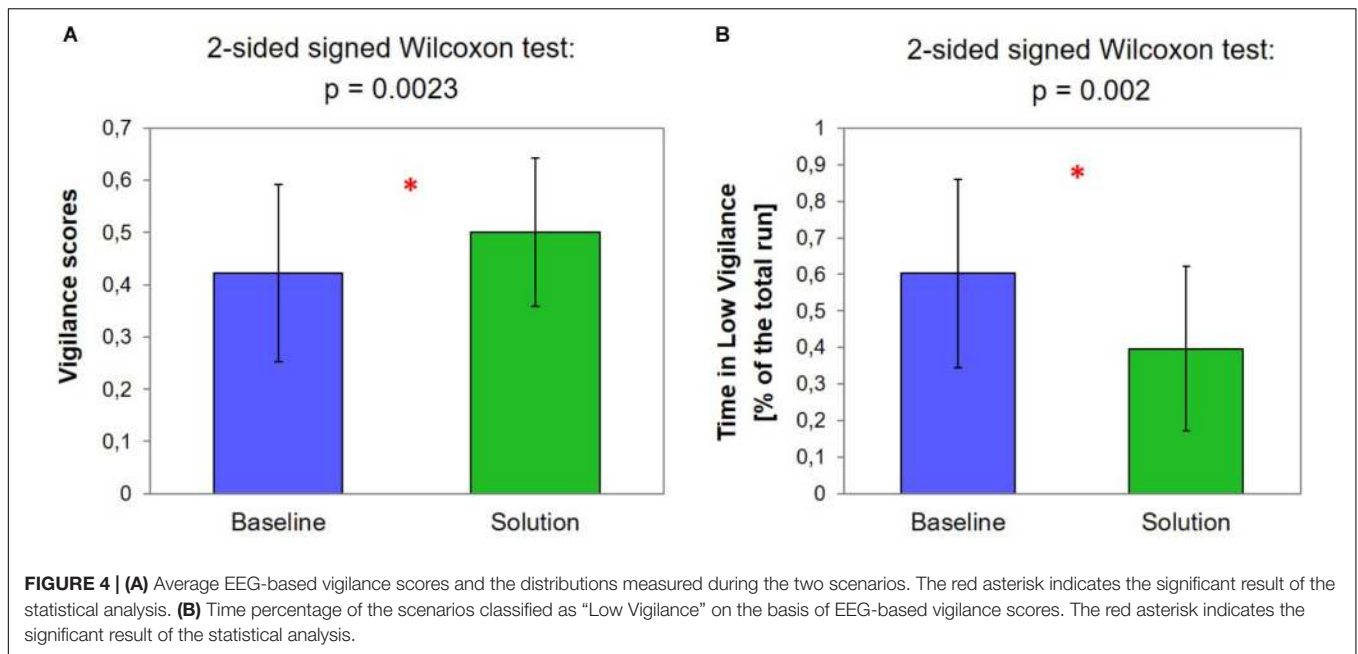 A
2-sided signed Wilcoxon test:
p = 0.0023
Vigilance scores
0,7
0,6
0,5
0,4
0,3
0,2
0,1
0
*
Baseline
Solution
B
2-sided signed Wilcoxon test:
p = 0.002
Time in Low Vigilance
[% of the total run]
1
0,9
0,8
0,7
0,6
0,5
0,4
0,3
0,2
0,1
0
*
Baseline
Solution
FIGURE 4 | (A) Average EEG-based vigilance scores and the distributions measured during the two scenarios. The red asterisk indicates the significant result of the
statistical analysis. (B) Time percentage of the scenarios classified as “Low Vigilance” on the basis of EEG-based vigilance scores. The red asterisk indicates the
significant result of the statistical analysis.